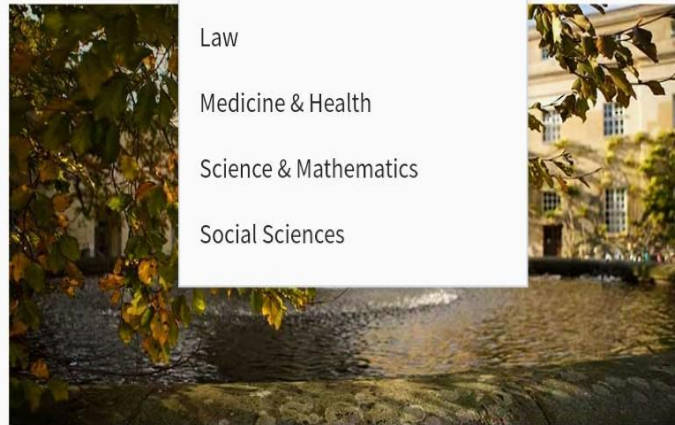 Law
Medicine & Health
Science & Mathematics
Social Sciences